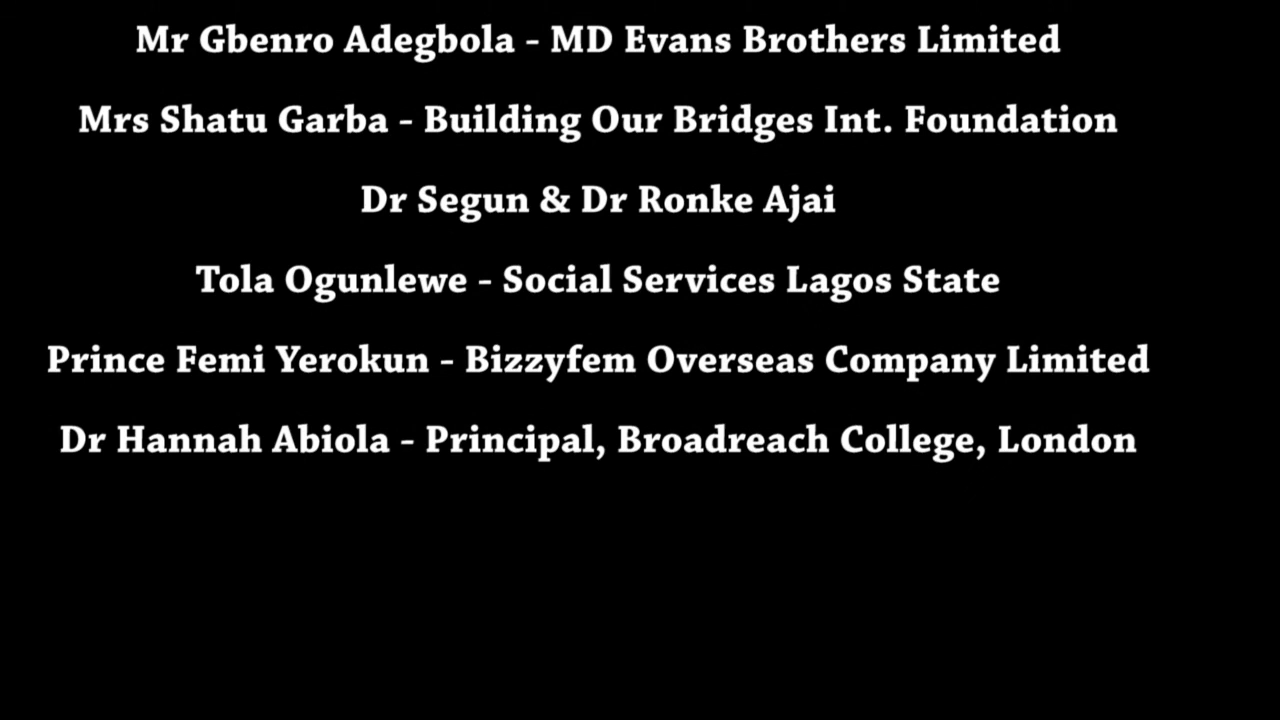 Mr Gbenro Adegbola - MD Evans Brothers Limited
Mrs Shatu Garba - Building Our Bridges Int. Foundation
Dr Segun & Dr Ronke Ajai
Tola Ogunlewe - Social Services Lagos State
Prince Femi Yerokun - Bizzyfem Overseas Company Limited
Dr Hannah Abiola - Principal, Broadreach College, London